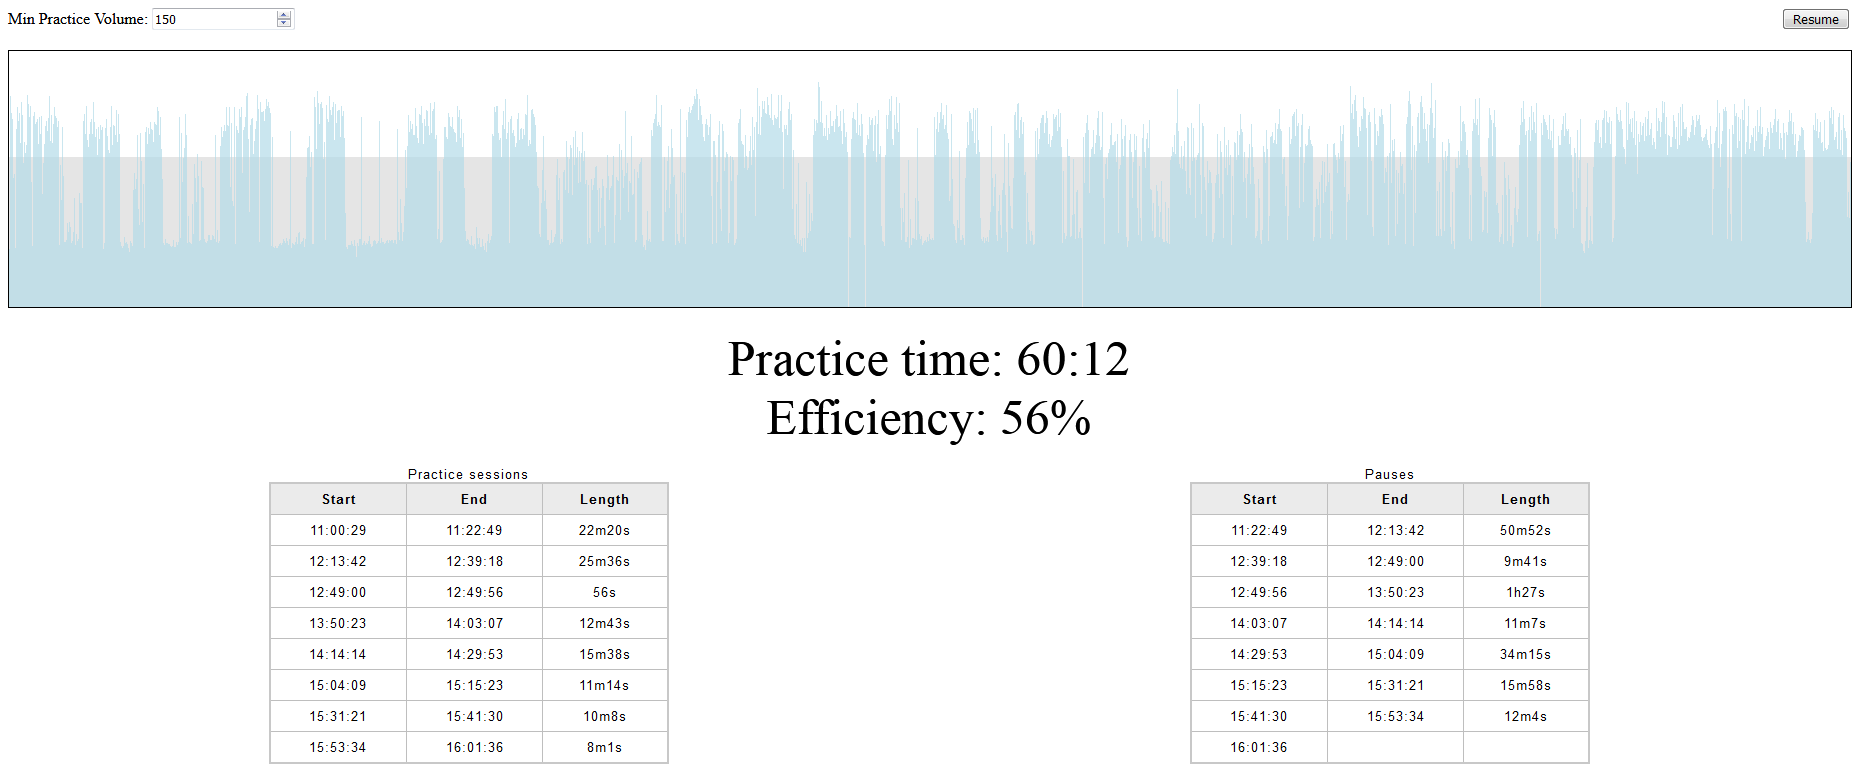 Min Practice Volume: 150
Resume
Practice time: 60:12
Efficiency: 56%
Practice sessions
Start End Length
11:00:29 11:22:49 22m20s
12:13:42 12:39:18 25m36s
12:49:00 12:49:56 56s
13:50:23 14:03:07 12m43s
14:14:14 14:29:53 15m38s
15:04:09 15:15:23 11m14s
15:31:21 15:41:30 10m8s
15:53:34 16:01:36 8m1s
Pauses
Start End Length
11:22:49 12:13:42 50m52s
12:39:18 12:49:00 9m41s
12:49:56 13:50:23 1h27s
14:03:07 14:14:14 11m7s
14:29:53 15:04:09 34m15s
15:15:23 15:31:21 15m58s
15:41:30 15:53:34 12m4s
16:01:36